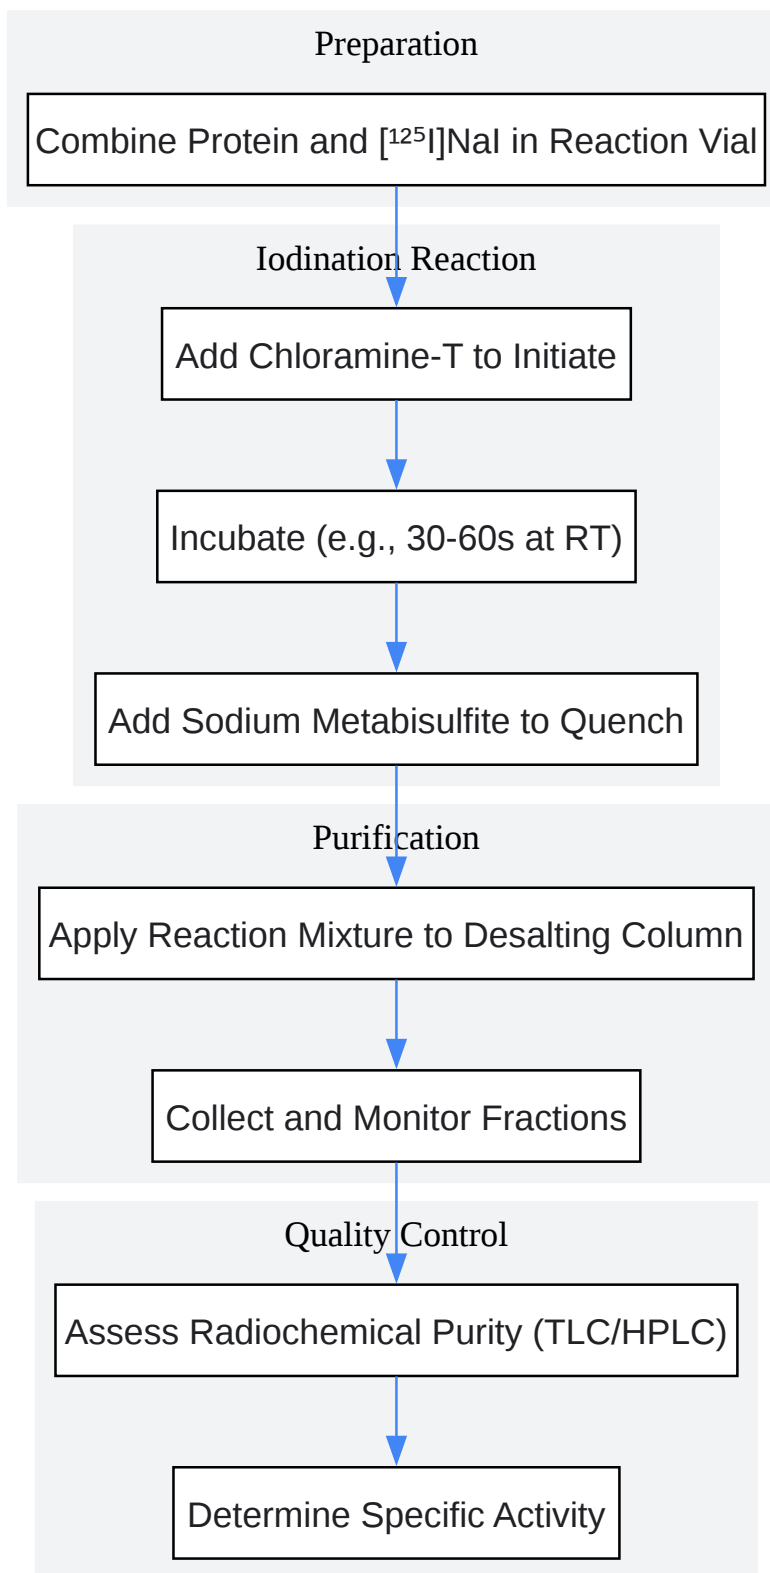 Preparation
Combine Protein and [¹²⁵I]NaI in Reaction Vial
Iodination Reaction
Add Chloramine-T to Initiate
Incubate (e.g., 30-60s at RT)
Add Sodium Metabisulfite to Quench
Purification
Apply Reaction Mixture to Desalting Column
Collect and Monitor Fractions
Quality Control
Assess Radiochemical Purity (TLC/HPLC)
Determine Specific Activity